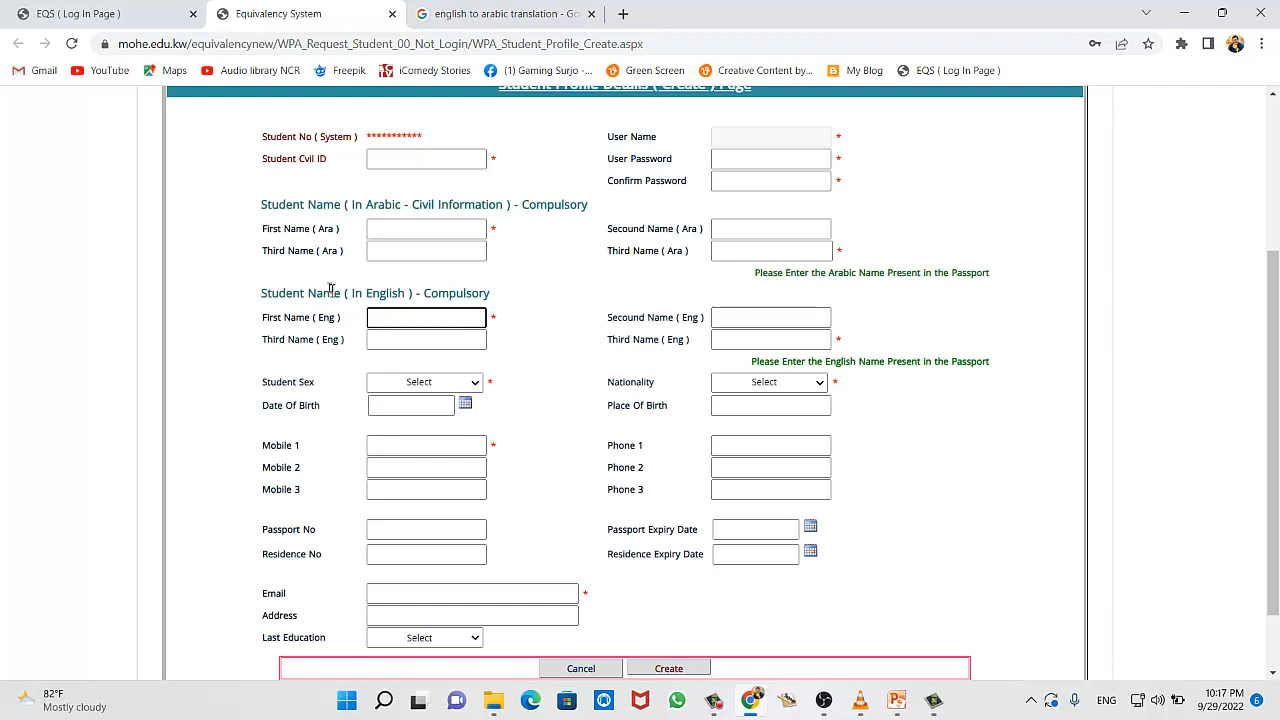 EQS ( Log In Page )
Equivalency System
english to arabic translation - Go
mohe.edu.kw/equivalencynew/WPA_Request_Student_00_Not_Login/WPA_Student_Profile_Create.aspx
Gmail YouTube Maps Audio library NCR Freepik iComedy Stories (1) Gaming Surjo -... Green Screen Creative Content by... My Blog EQS ( Log In Page )
Student Profile Details ( Create ) Page
Student No ( System ) *********** User Name *
Student Cvil ID * User Password *
Confirm Password *
Student Name ( In Arabic - Civil Information ) - Compulsory
First Name ( Ara ) * Secound Name ( Ara )
Third Name ( Ara ) Third Name ( Ara ) *
Please Enter the Arabic Name Present in the Passport
Student Name ( In English ) - Compulsory
First Name ( Eng ) * Secound Name ( Eng )
Third Name ( Eng ) Third Name ( Eng ) *
Please Enter the English Name Present in the Passport
Student Sex Select * Nationality Select *
Date Of Birth Place Of Birth
Mobile 1 * Phone 1
Mobile 2 Phone 2
Mobile 3 Phone 3
Passport No Passport Expiry Date
Residence No Residence Expiry Date
Email *
Address
Last Education Select
Cancel Create
82°F
Mostly cloudy
ENG
10:17 PM
9/29/2022
6